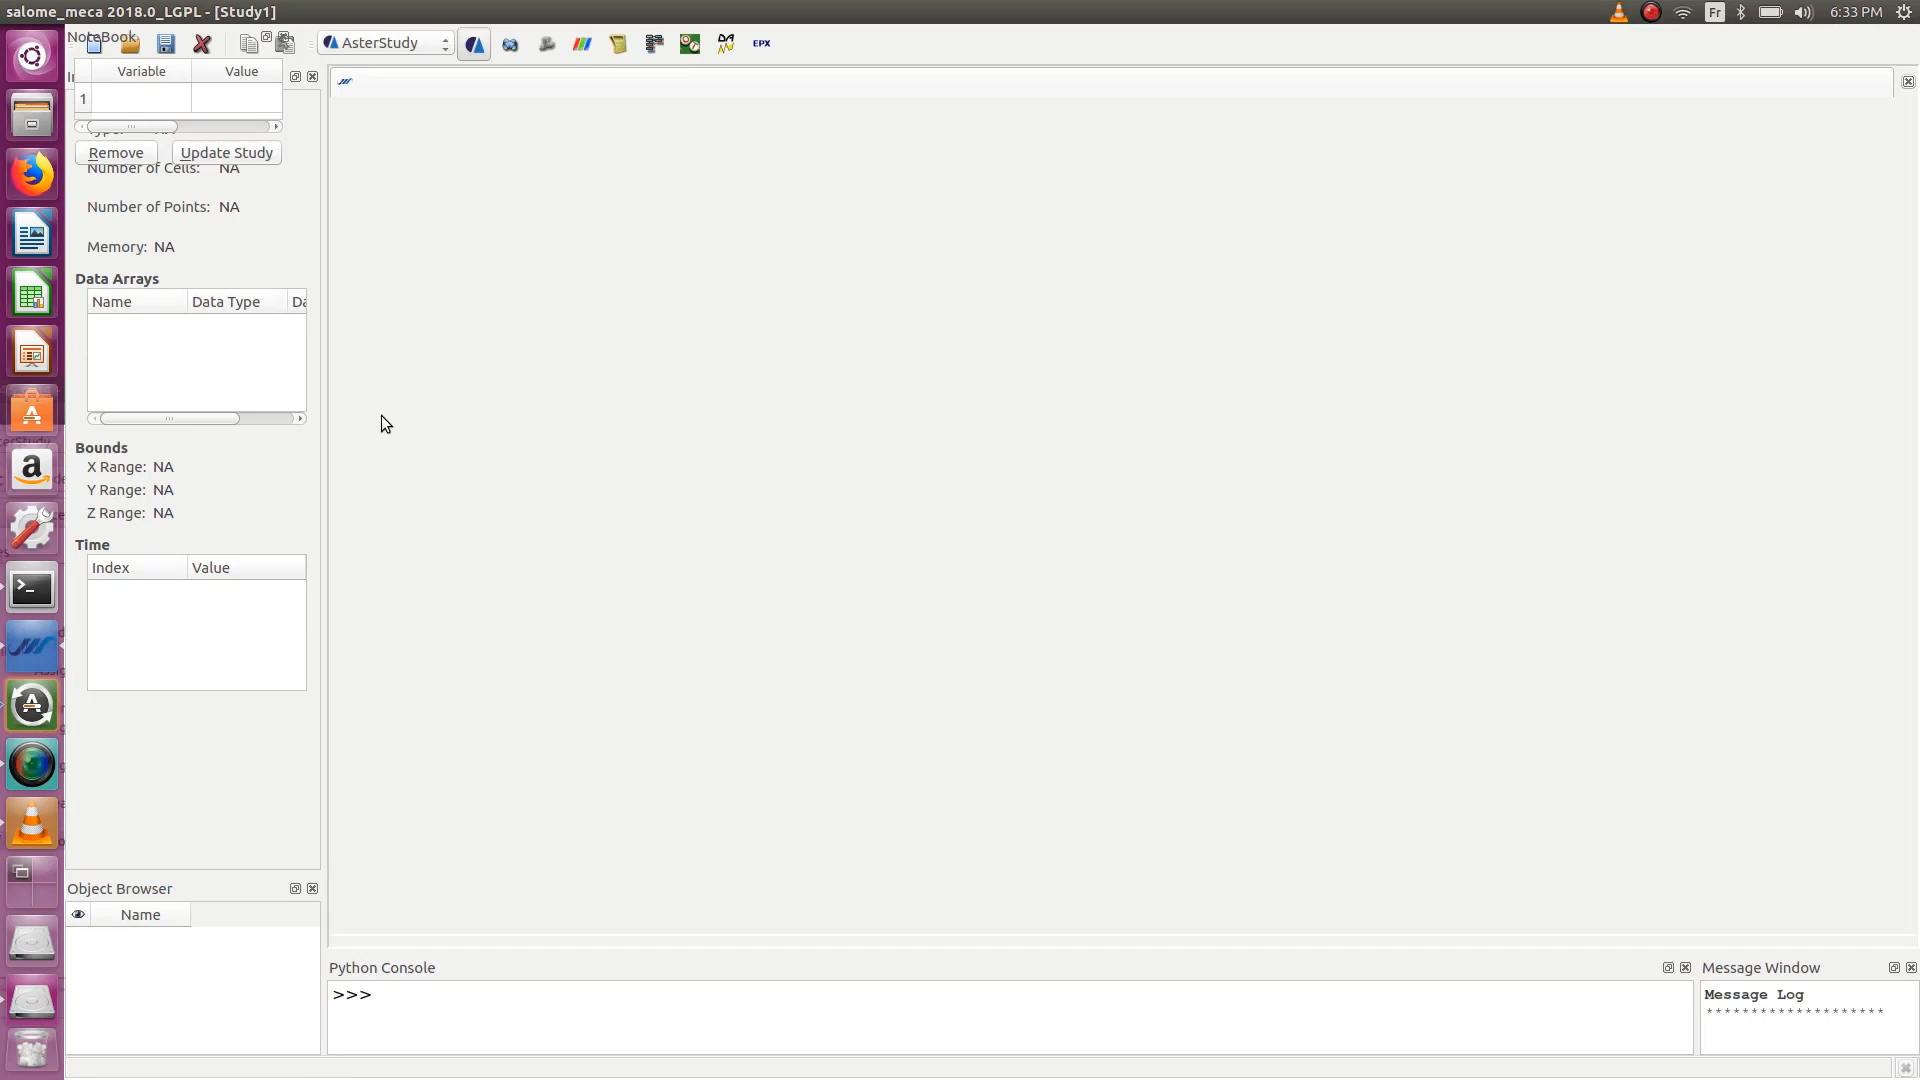 salome_meca 2018.0_LGPL - [Study1]
Fr
6:33 PM
NoteBook
AsterStudy
EPX
Variable
Value
1
Remove
Update Study
Number of Cells: NA
Number of Points: NA
Memory: NA
Data Arrays
Name
Data Type
Da
Bounds
X Range: NA
Y Range: NA
Z Range: NA
Time
Index
Value
Object Browser
Name
Python Console
>>>
Message Window
Message Log
********************